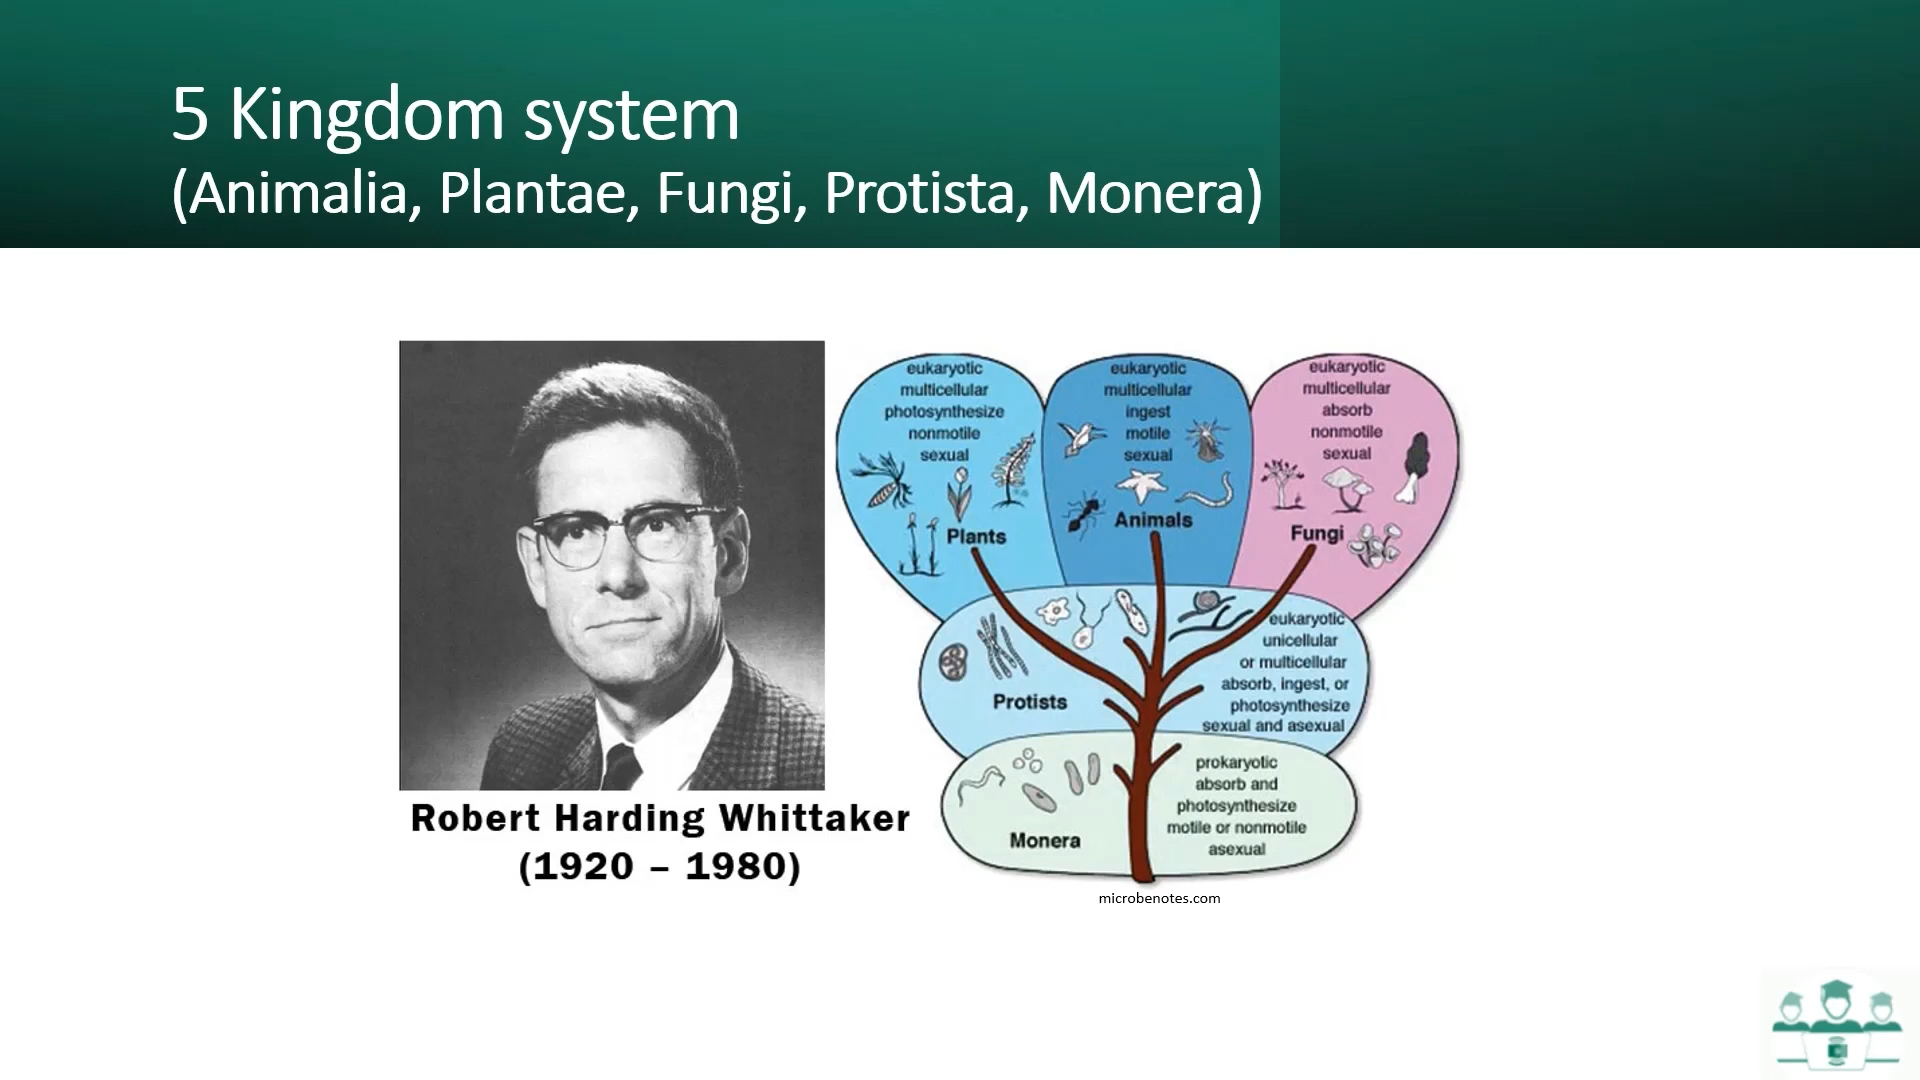 5 Kingdom system
(Animalia, Plantae, Fungi, Protista, Monera)
Robert Harding Whittaker
(1920 – 1980)
eukaryotic
multicellular
photosynthesize
nonmotile
sexual
Plants
eukaryotic
multicellular
ingest
motile
sexual
Animals
eukaryotic
multicellular
absorb
nonmotile
sexual
Fungi
Protists
eukaryotic
unicellular
or multicellular
absorb, ingest, or
photosynthesize
sexual and asexual
Monera
prokaryotic
absorb and
photosynthesize
motile or nonmotile
asexual
microbenotes.com